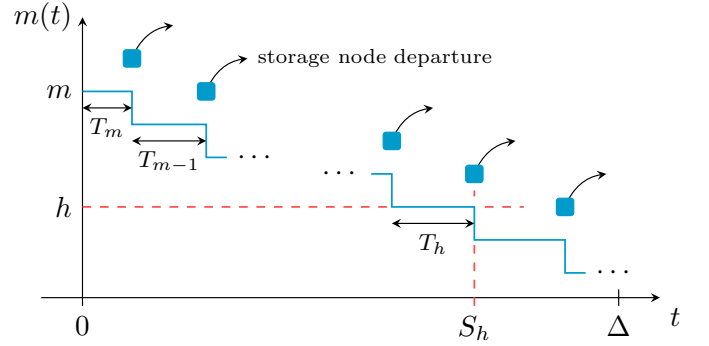 m(t)
storage node departure
m
T_m
T_{m−1}
⋯
⋯
h
T_h
⋯
t
0
S_h
Δ